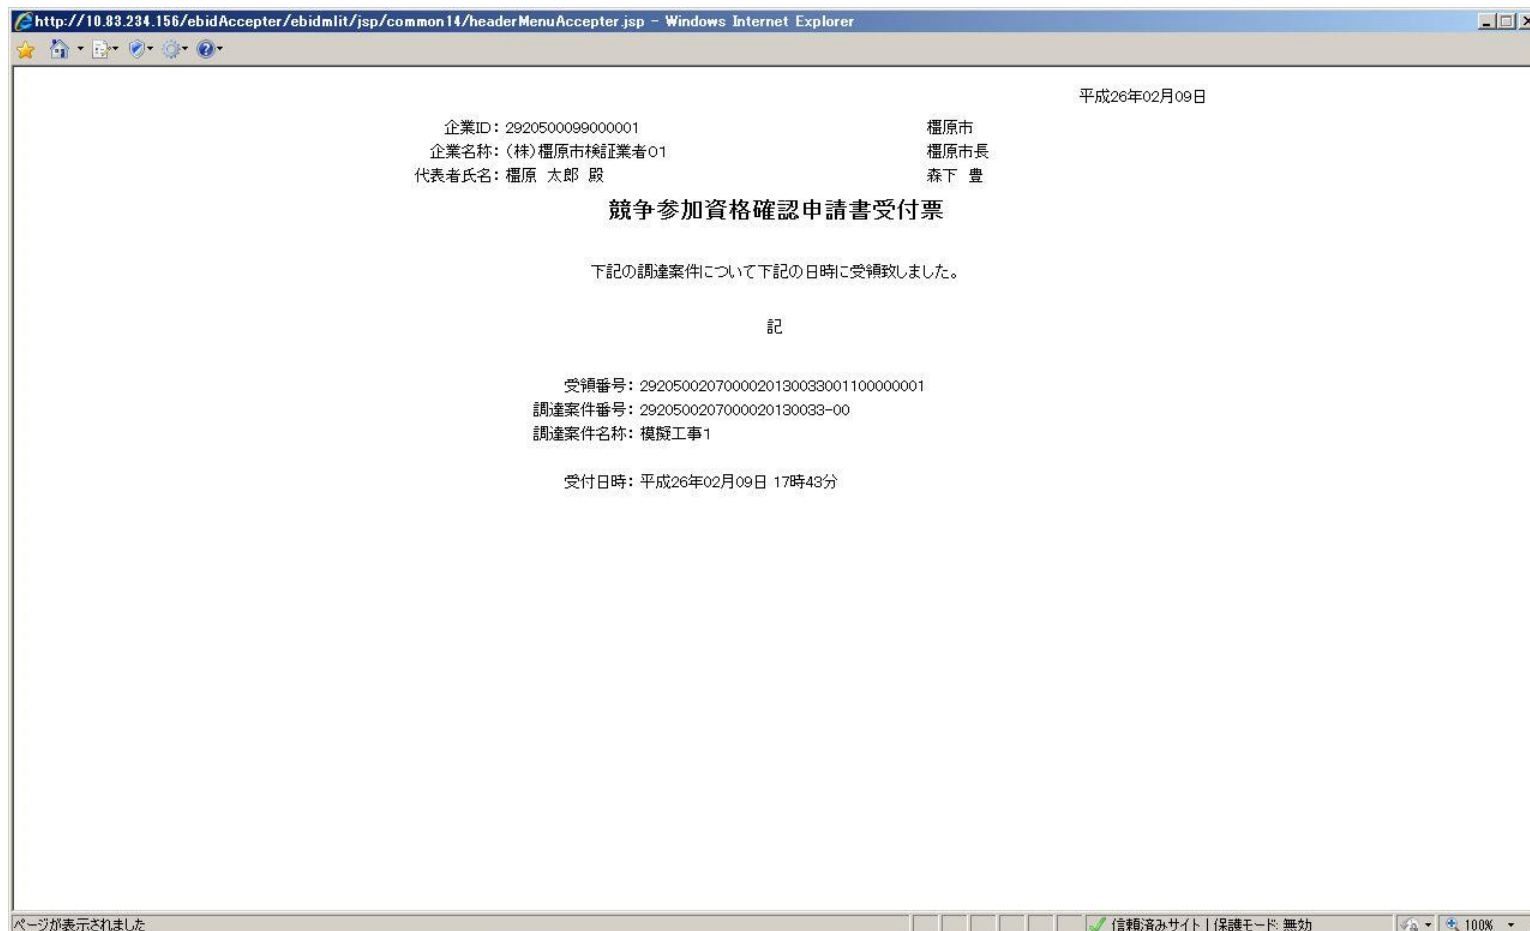 http://10.83.234.156/ebidAccepter/ebidmlit/jsp/common14/headerMenuAccepter.jsp - Windows Internet Explorer
平成26年02月09日
企業ID: 2920500099000001 橿原市
企業名称: (株)橿原市検証業者01 橿原市長
代表者氏名: 橿原 太郎 殿 森下 豊
競争参加資格確認申請書受付票
下記の調達案件について下記の日時に受領致しました。
記
受領番号: 292050020700002013003300110000001
調達案件番号: 2920500207000020130033-00
調達案件名称: 模擬工事1
受付日時: 平成26年02月09日 17時43分
ページが表示されました 信頼済みサイト | 保護モード: 無効 100%